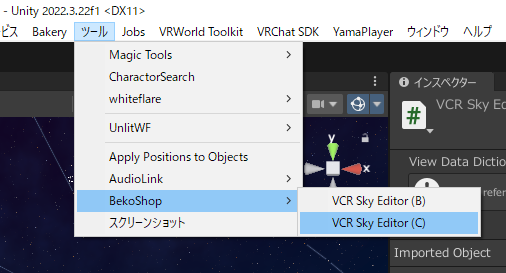 Unity 2022.3.22f1 <DX11>
ビス Bakery ツール Jobs VRWorld Toolkit VRChat SDK YamaPlayer ウィンドウ ヘルプ
Magic Tools
CharactorSearch
whiteflare
UnlitWF
Apply Positions to Objects
AudioLink
BekoShop
スクリーンショット
VCR Sky Editor (B)
VCR Sky Editor (C)
y
x
インスペクター
#
VCR Sky Ed
View Data Dictio
refer
Imported Object